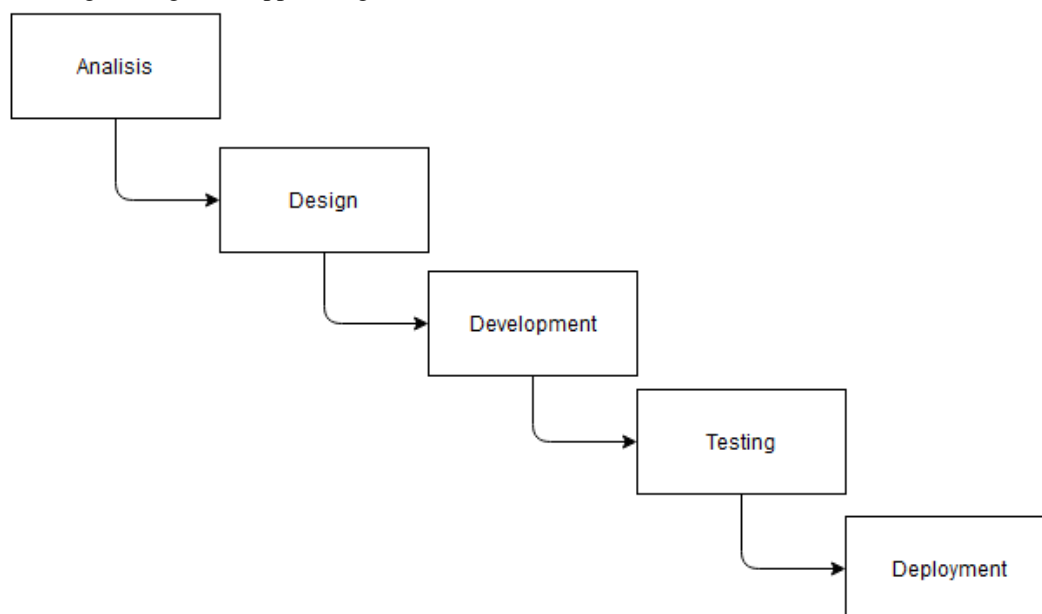 Analisis
Design
Development
Testing
Deployment